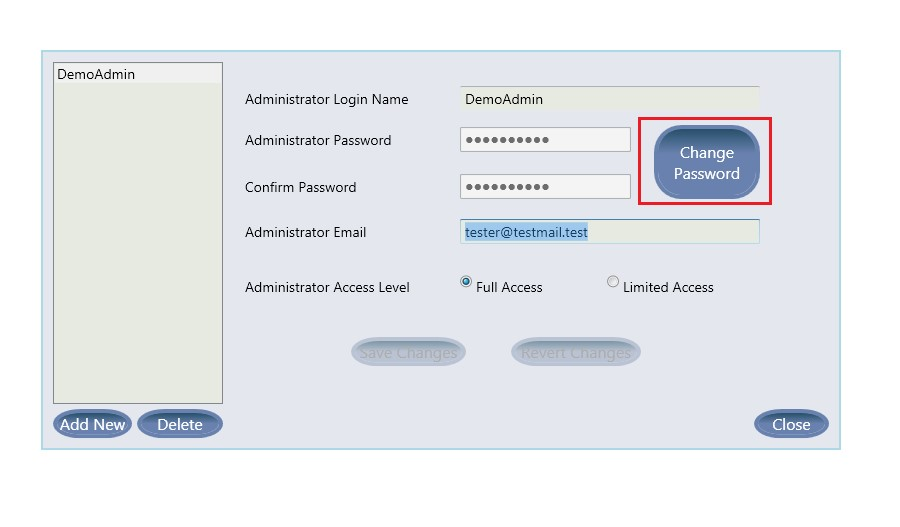 DemoAdmin
Administrator Login Name
DemoAdmin
Administrator Password
●●●●●●●●●●
Change
Password
Confirm Password
●●●●●●●●●●
Administrator Email
tester@testmail.test
Administrator Access Level
Full Access
Limited Access
Save Changes
Revert Changes
Add New
Delete
Close